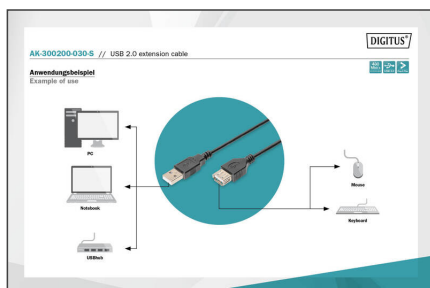 DIGITUS®
AK-300200-030-S // USB 2.0 extension cable
Anwendungsbeispiel
Example of use
PC
Notebook
USBhub
Mouse
Keyboard